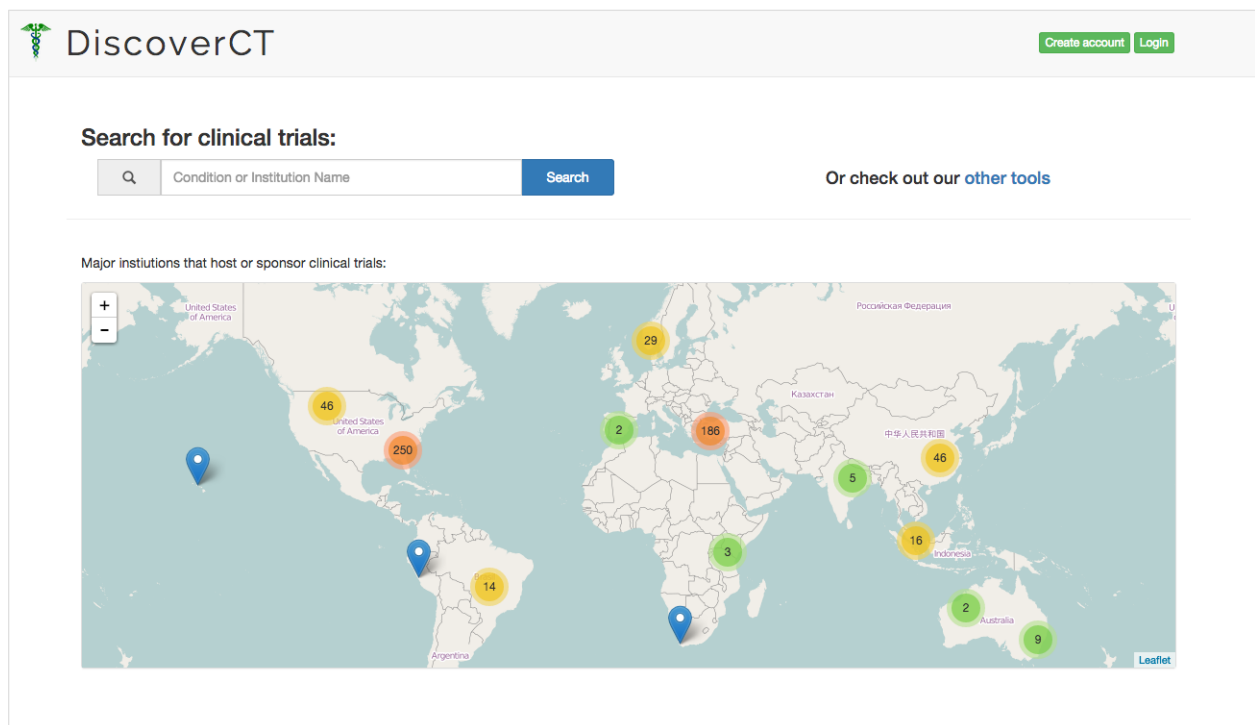 DiscoverCT
Create account
Login
Search for clinical trials:
Condition or Institution Name
Search
Or check out our other tools
Major instiutions that host or sponsor clinical trials:
+
-
United States
of America
Российская Федерация
29
Казахстан
46
United States
of America
2
186
中华人民共和国
250
46
5
16
Indonesia
3
14
2
Australia
9
Argentina
Leaflet